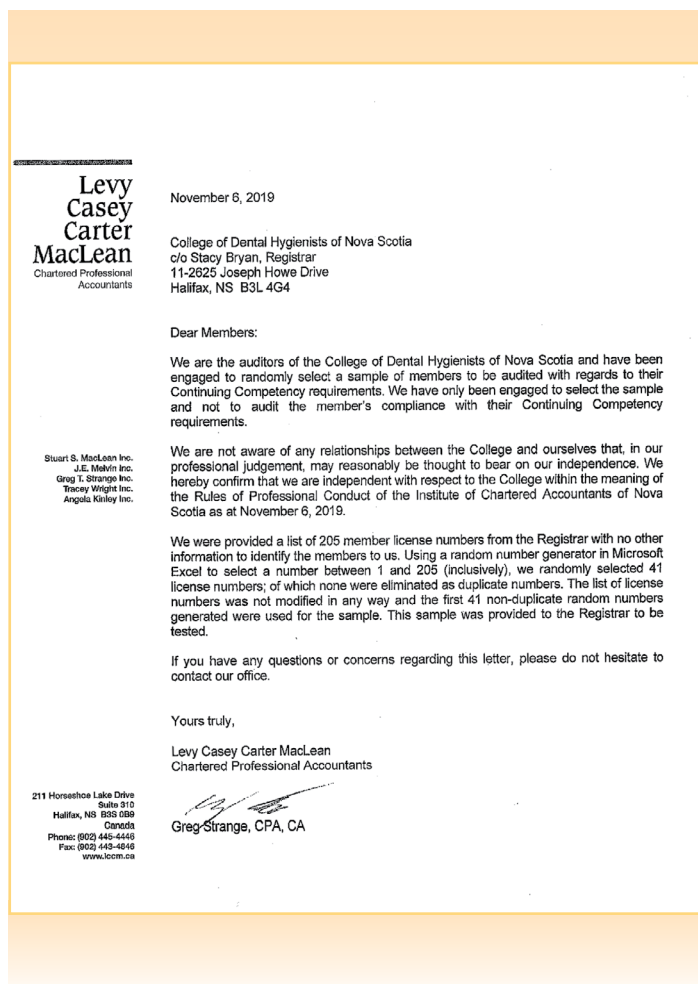 Levy
Casey
Carter
MacLean
Chartered Professional
Accountants
November 6, 2019
College of Dental Hygienists of Nova Scotia
c/o Stacy Bryan, Registrar
11-2625 Joseph Howe Drive
Halifax, NS B3L 4G4
Dear Members:
We are the auditors of the College of Dental Hygienists of Nova Scotia and have been
engaged to randomly select a sample of members to be audited with regards to their
Continuing Competency requirements. We have only been engaged to select the sample
and not to audit the member's compliance with their Continuing Competency
requirements.
Stuart S. MacLean Inc.
J.E. Melvin Inc.
Greg T. Strange Inc.
Tracey Wright Inc.
Angela Kinley Inc.
We are not aware of any relationships between the College and ourselves that, in our
professional judgement, may reasonably be thought to bear on our independence. We
hereby confirm that we are independent with respect to the College within the meaning of
the Rules of Professional Conduct of the Institute of Chartered Accountants of Nova
Scotia as at November 6, 2019.
We were provided a list of 205 member license numbers from the Registrar with no other
information to identify the members to us. Using a random number generator in Microsoft
Excel to select a number between 1 and 205 (inclusively), we randomly selected 41
license numbers; of which none were eliminated as duplicate numbers. The list of license
numbers was not modified in any way and the first 41 non-duplicate random numbers
generated were used for the sample. This sample was provided to the Registrar to be
tested.
If you have any questions or concerns regarding this letter, please do not hesitate to
contact our office.
Yours truly,
Levy Casey Carter MacLean
Chartered Professional Accountants
Greg Strange, CPA, CA
211 Horseshoe Lake Drive
Suite 310
Halifax, NS B3S 0B9
Canada
Phone: (902) 445-4446
Fax: (902) 443-4846
www.lccm.ca